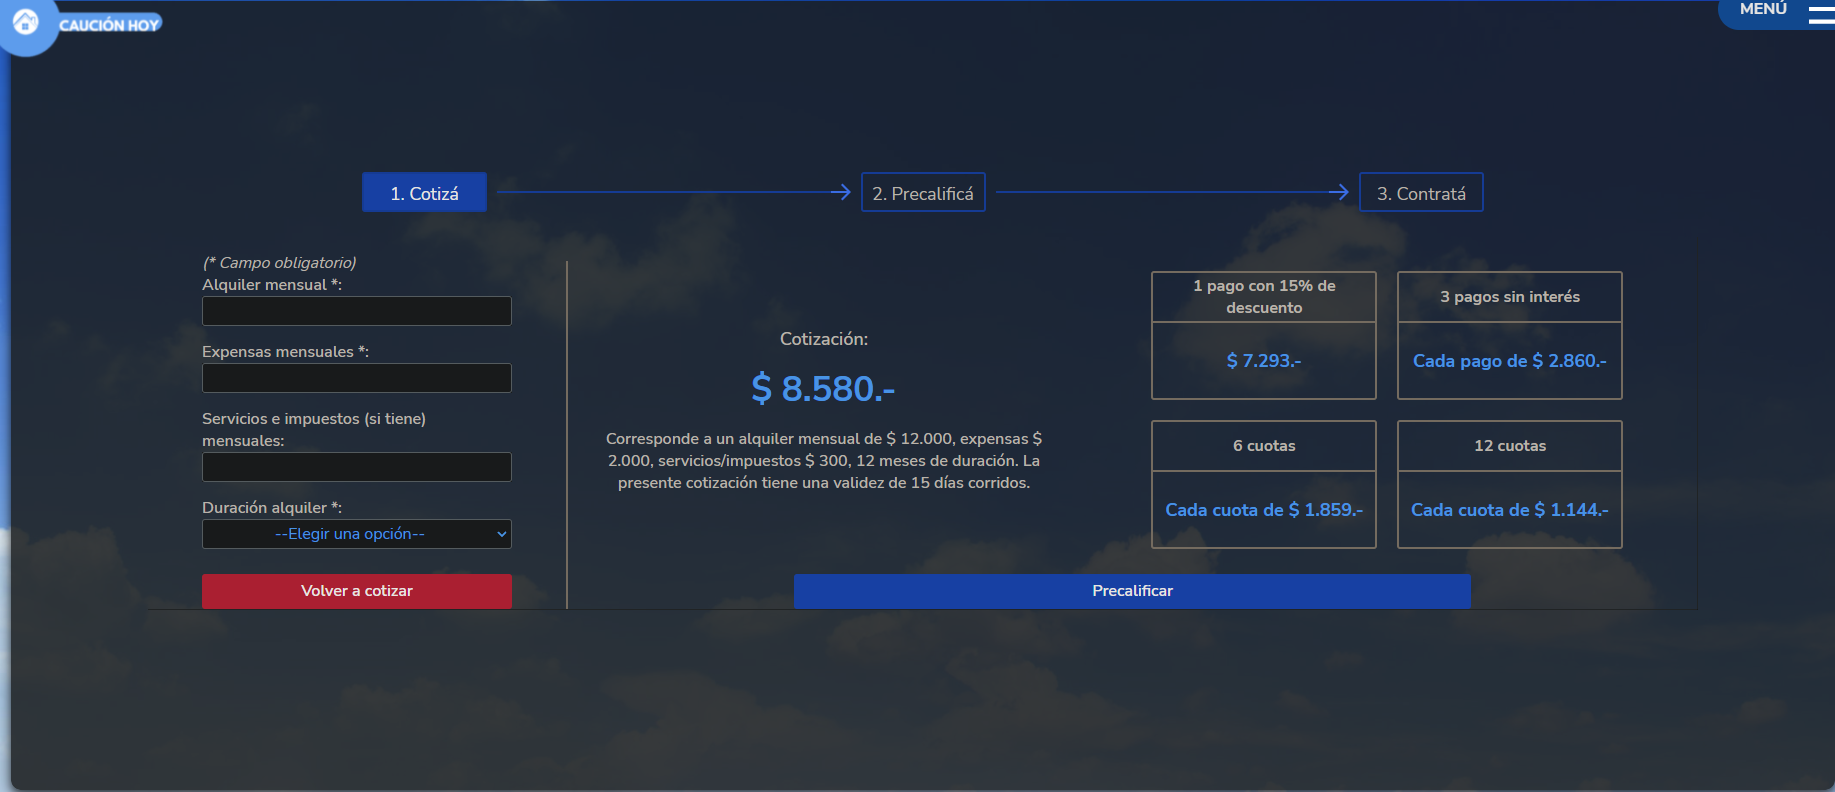 CAUCIÓN HOY
MENÚ
1. Cotizá
2. Precalificá
3. Contratá
(* Campo obligatorio)
Alquiler mensual *:
Expensas mensuales *:
Servicios e impuestos (si tiene)
mensuales:
Duración alquiler *:
--Elegir una opción--
Volver a cotizar
Cotización:
$ 8.580.-
Corresponde a un alquiler mensual de $ 12.000, expensas $
2.000, servicios/impuestos $ 300, 12 meses de duración. La
presente cotización tiene una validez de 15 días corridos.
1 pago con 15% de
descuento
$ 7.293.-
3 pagos sin interés
Cada pago de $ 2.860.-
6 cuotas
Cada cuota de $ 1.859.-
12 cuotas
Cada cuota de $ 1.144.-
Precalificar